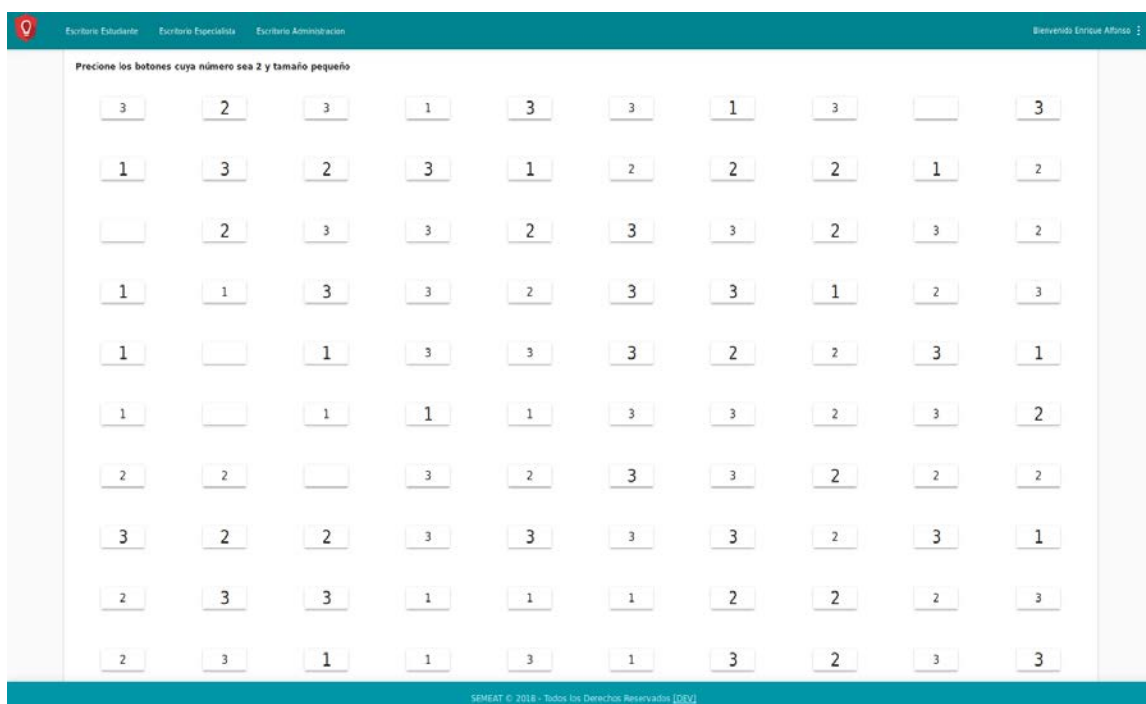 Escritorio Estudiante Escritorio Especialista Escritorio Administracion Bienvenido Enrique Alfonso
Precione los botones cuya número sea 2 y tamaño pequeño
3 2 3 1 3 3 1 3 3
1 3 2 3 1 2 2 2 1 2
2 3 3 2 3 3 2 3 2
1 1 3 3 2 3 3 1 2 3
1 1 3 3 3 2 2 3 1
1 1 1 1 3 3 2 3 2
2 2 3 2 3 3 2 2 2
3 2 2 3 3 3 3 2 3 1
2 3 3 1 1 1 2 2 2 3
2 3 1 1 3 1 3 2 3 3
SEMEAT © 2018 - Todos los Derechos Reservados [DEV]